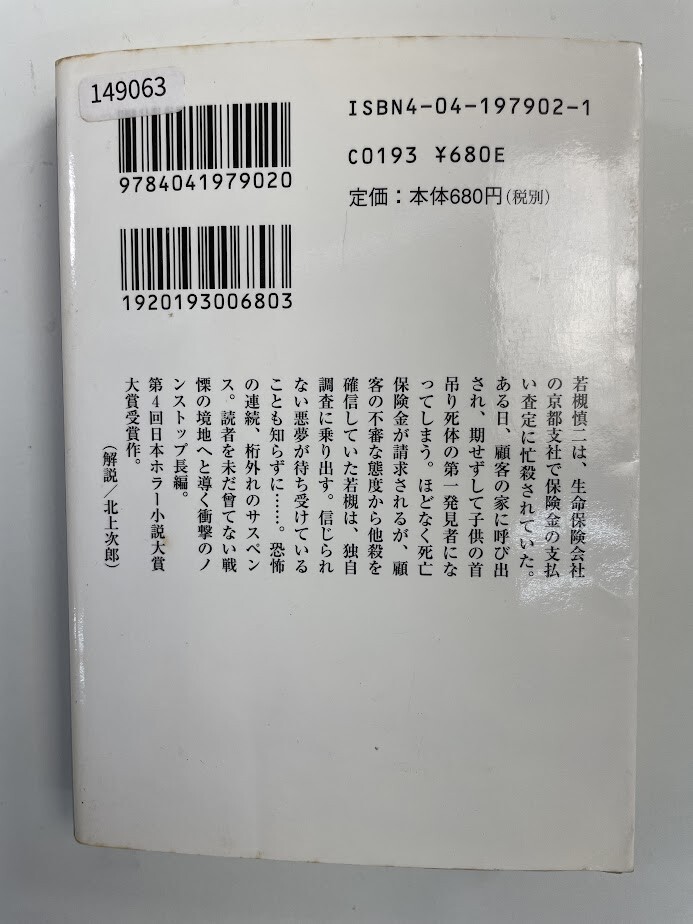 149063
ISBN4-04-197902-1
C0193 ¥680E
定価：本体680円（税別）
9784041979020
1920193006803
若槻慎二は、生命保険会社
の京都支社で保険金の支払
い査定に忙殺されていた。
ある日、顧客の家に呼び出
され、期せずして子供の首
吊り死体の第一発見者にな
ってしまう。ほどなく死亡
保険金が請求されるが、顧
客の不審な態度から他殺を
確信していた若槻は、独自
調査に乗り出す。信じられ
ない悪夢が待ち受けている
ことも知らずに……。恐怖
の連続、桁外れのサスペン
ス。読者を未だ曾てない戦
慄の境地へと導く衝撃のノ
ンストップ長編。
第4回日本ホラー小説大賞
大賞受賞作。
（解説／北上次郎）